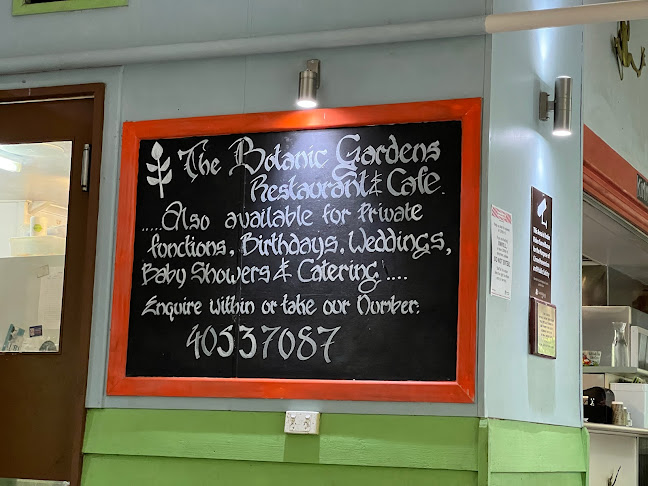 The Botanic Gardens
Restaurant & Cafe.
.....Also available for Private
fonctions, Birthdays, Weddings,
Baby Showers & Catering ....
Enquire within or take our Number:
40537087